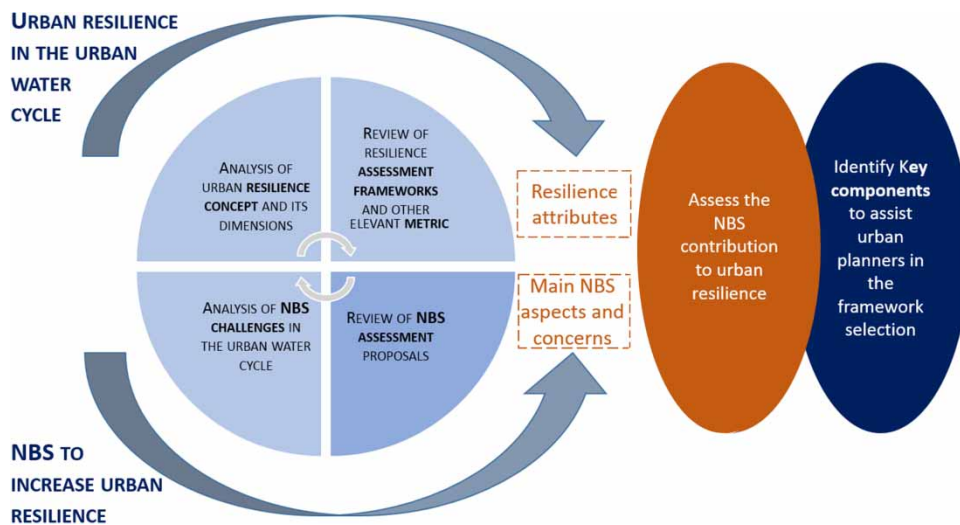 URBAN RESILIENCE
IN THE URBAN
WATER
CYCLE
ANALYSIS OF
URBAN RESILIENCE
CONCEPT AND ITS
DIMENSIONS
REVIEW OF
RESILIENCE
ASSESSMENT
FRAMEWORKS
AND OTHER
ELEVANT METRIC
ANALYSIS OF NBS
CHALLENGES IN
THE URBAN WATER
CYCLE
REVIEW OF NBS
ASSESSMENT
PROPOSALS
Resilience
attributes
Main NBS
aspects and
concerns
Assess the
NBS
contribution
to urban
resilience
Identify Key
components
to assist
urban
planners in
the
framework
selection
NBS TO
INCREASE URBAN
RESILIENCE